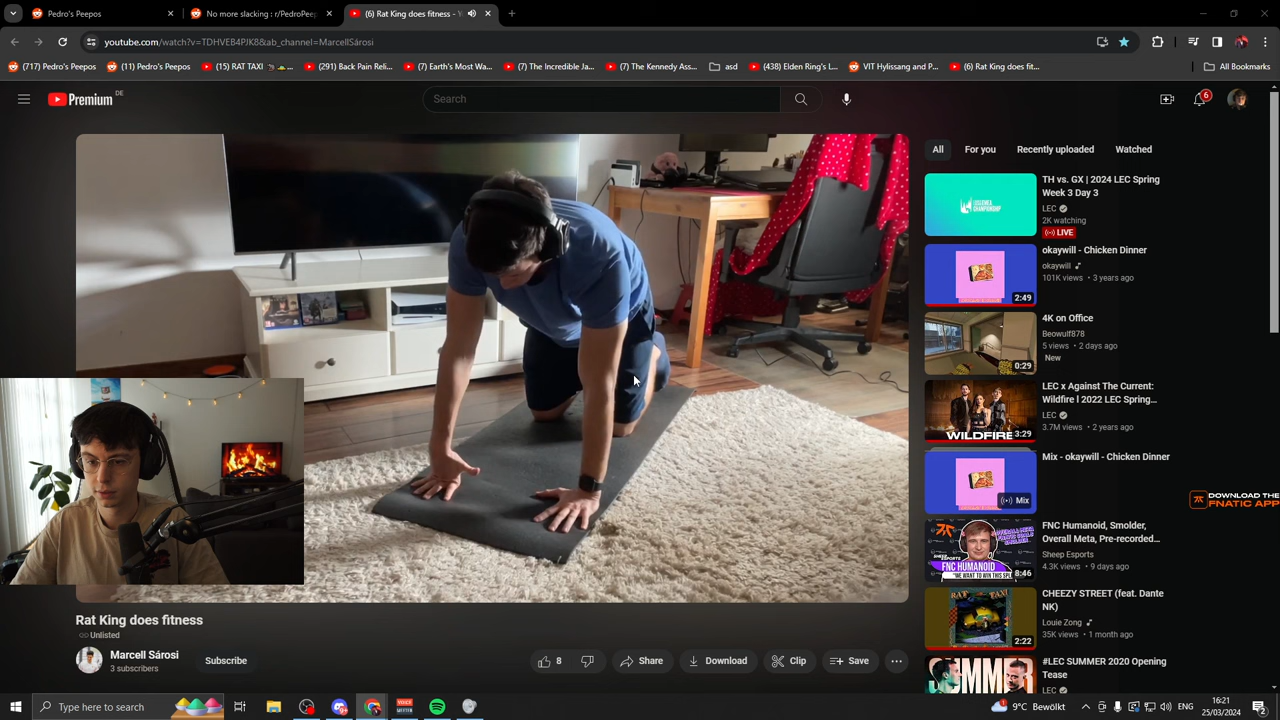 Pedro's Peepos
No more slacking : r/PedroPeep
(6) Rat King does fitness - Y
youtube.com/watch?v=TDHVEB4PJK8&ab_channel=MarcellSárosi
(717) Pedro's Peepos
(11) Pedro's Peepos
(15) RAT TAXI
(291) Back Pain Reli...
(7) Earth's Most Wa...
(7) The Incredible Ja...
(7) The Kennedy Ass...
asd
(438) Elden Ring's L...
VIT Hylissang and P...
(6) Rat King does fit...
All Bookmarks
Premium DE
Search
6
All
For you
Recently uploaded
Watched
TH vs. GX | 2024 LEC Spring
Week 3 Day 3
LEC
2K watching
LIVE
okaywill - Chicken Dinner
okaywill
101K views • 3 years ago
2:49
4K on Office
Beowulf878
5 views • 2 days ago
New
0:29
LEC x Against The Current:
Wildfire | 2022 LEC Spring...
LEC
3.7M views • 2 years ago
WILDFIRE
3:29
Mix - okaywill - Chicken Dinner
Mix
DOWNLOAD THE
FNATIC APP
FNC Humanoid, Smolder,
Overall Meta, Pre-recorded...
Sheep Esports
4.3K views • 9 days ago
FNC HUMANOID
"WE WANT TO WIN THIS SPL
8:46
CHEEZY STREET (feat. Dante
NK)
Louie Zong
35K views • 1 month ago
RAT TAXI
2:22
#LEC SUMMER 2020 Opening
Tease
LEC
Rat King does fitness
Unlisted
Marcell Sárosi
3 subscribers
Subscribe
8
Share
Download
Clip
Save
Type here to search
9°C Bewölkt
ENG
16:21
25/03/2024
2